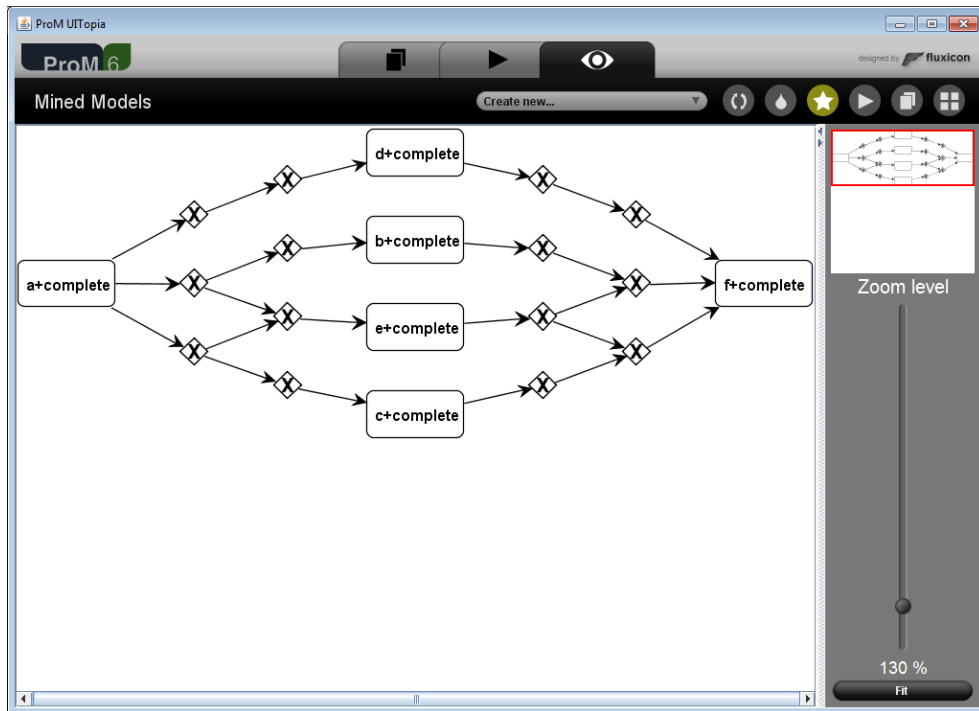 ProM UITopia
ProM 6
designed by fluxicon
Mined Models
Create new...
d+complete
X
X
X
X
b+complete
X
X
a+complete
X
X
f+complete
Zoom level
X
e+complete
X
X
X
X
c+complete
X
130 %
Fit